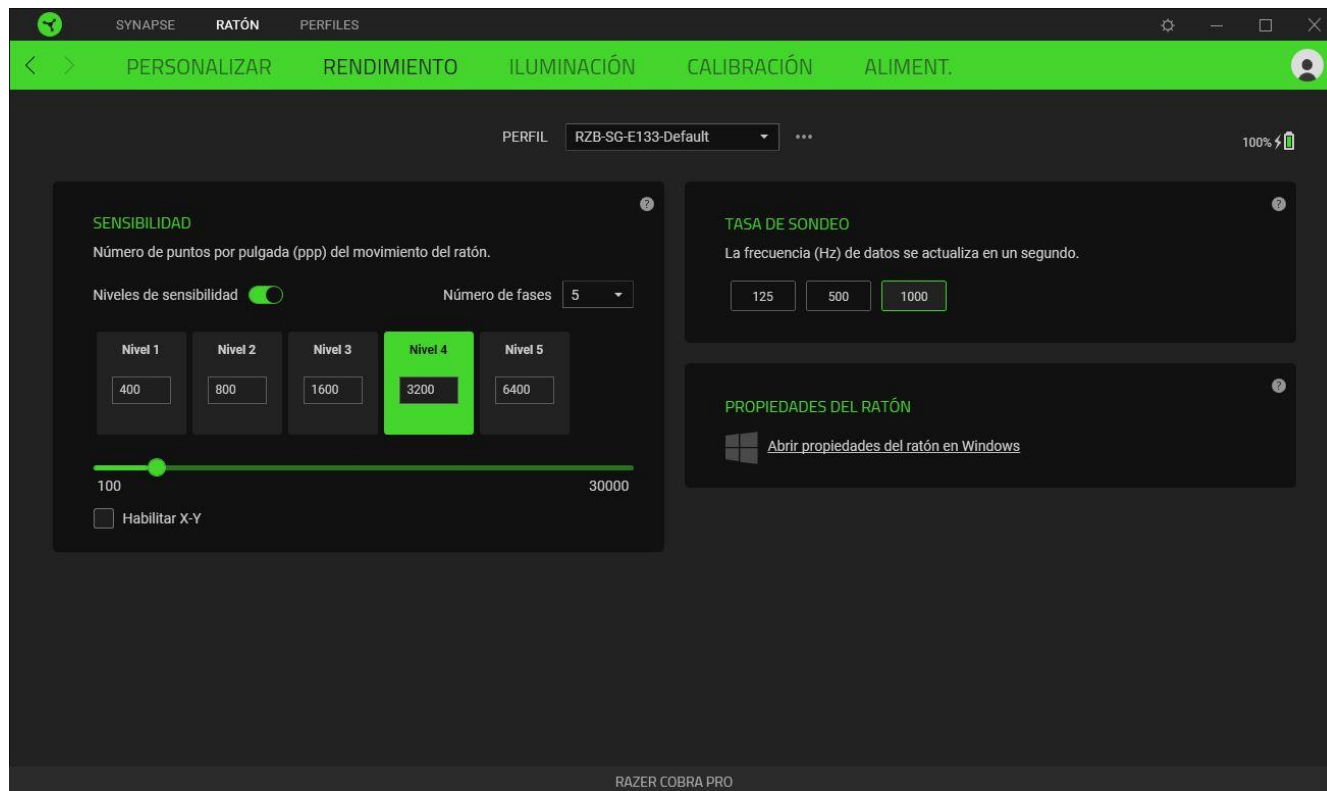 SYNAPSE RATÓN PERFILES
PERSONALIZAR RENDIMIENTO ILUMINACIÓN CALIBRACIÓN ALIMENT.
PERFIL RZB-SG-E133-Default
100%
SENSIBILIDAD
Número de puntos por pulgada (ppp) del movimiento del ratón.
Niveles de sensibilidad Número de fases 5
Nivel 1 Nivel 2 Nivel 3 Nivel 4 Nivel 5
400 800 1600 3200 6400
100 30000
Habilitar X-Y
TASA DE SONDEO
La frecuencia (Hz) de datos se actualiza en un segundo.
125 500 1000
PROPIEDADES DEL RATÓN
Abrir propiedades del ratón en Windows
RAZER COBRA PRO